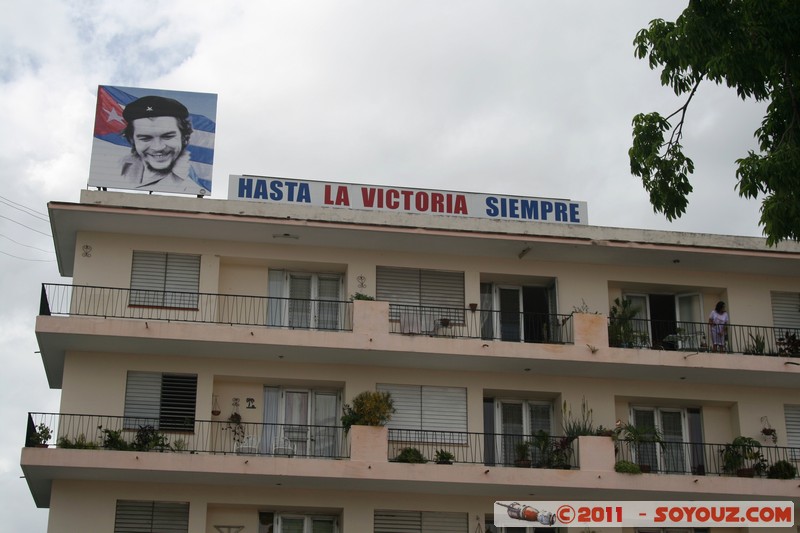 HASTA LA VICTORIA SIEMPRE
© 2011 - SOYOUZ.COM